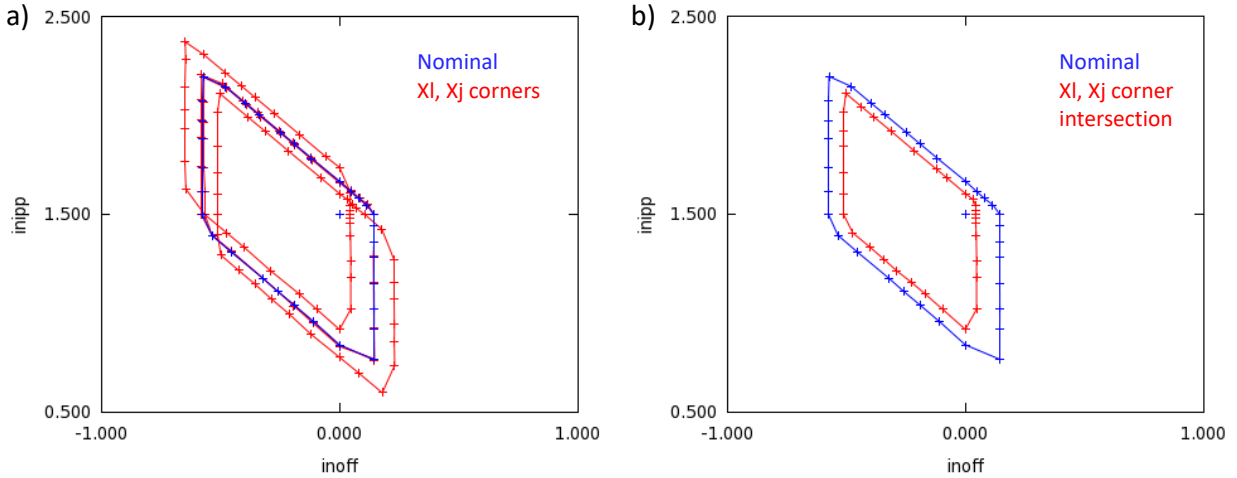 a)
2.500
1.500
0.500
inipp
-1.000
0.000
1.000
inoff
Nominal
Xl, Xj corners
b)
2.500
1.500
0.500
inipp
-1.000
0.000
1.000
inoff
Nominal
Xl, Xj corner
intersection